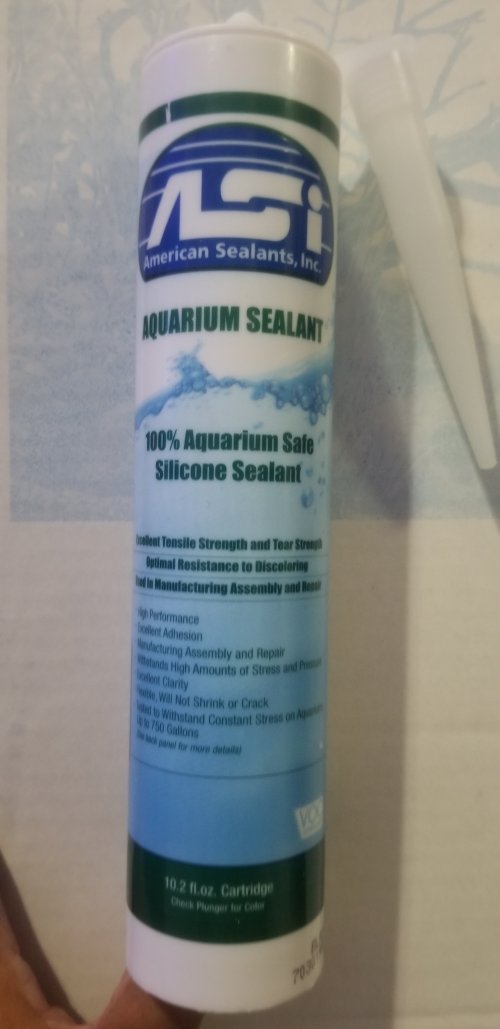 ASI
American Sealants, Inc.
AQUARIUM SEALANT
100% Aquarium Safe
Silicone Sealant
Excellent Tensile Strength and Tear Strength
Optimal Resistance to Discoloring
Used in Manufacturing Assembly and Repair
High Performance
Excellent Adhesion
Manufacturing Assembly and Repair
Withstands High Amounts of Stress and Pressure
Excellent Clarity
Flexible, Will Not Shrink or Crack
to Withstand Constant Stress on Aquariums
Up to 750 Gallons
(See back panel for more details)
VOC
10.2 fl.oz. Cartridge
Check Plunger for Color